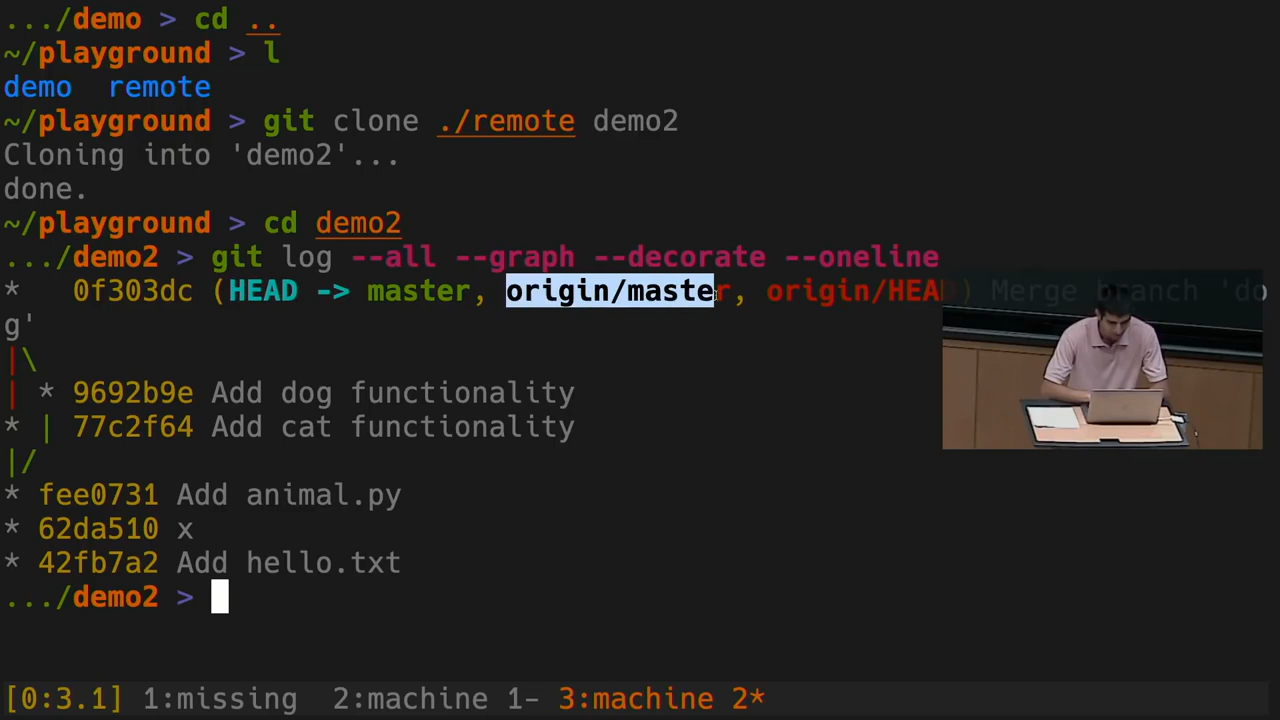 .../demo > cd ..
~/playground > l
demo  remote
~/playground > git clone ./remote demo2
Cloning into 'demo2'...
done.
~/playground > cd demo2
.../demo2 > git log --all --graph --decorate --oneline
*   0f303dc (HEAD -> master, origin/master, origin/HEAD) Merge branch 'do
g'
|\
| * 9692b9e Add dog functionality
* | 77c2f64 Add cat functionality
|/
* fee0731 Add animal.py
* 62da510 x
* 42fb7a2 Add hello.txt
.../demo2 >
[0:3.1] 1:missing  2:machine 1- 3:machine 2*